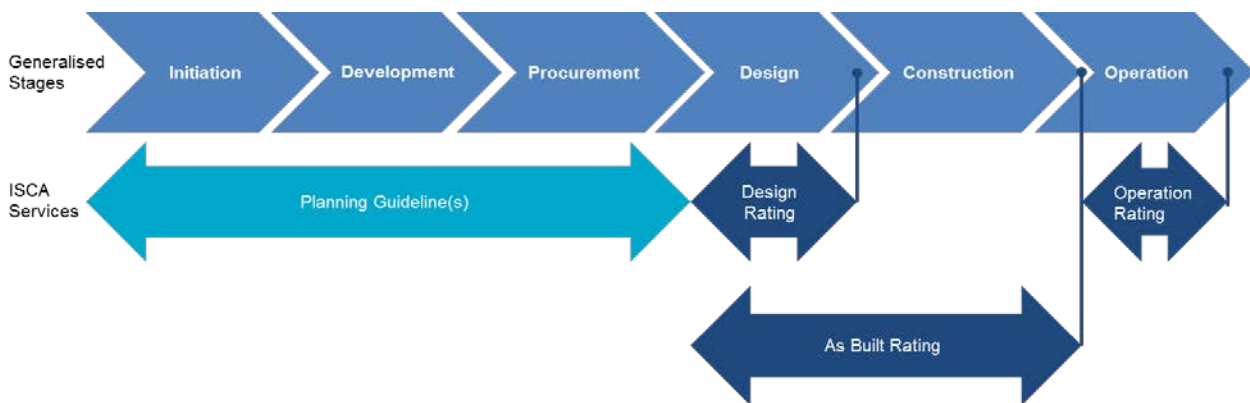 Generalised
Stages
Initiation
Development
Procurement
Design
Construction
Operation
ISCA
Services
Planning Guideline(s)
Design
Rating
Operation
Rating
As Built Rating